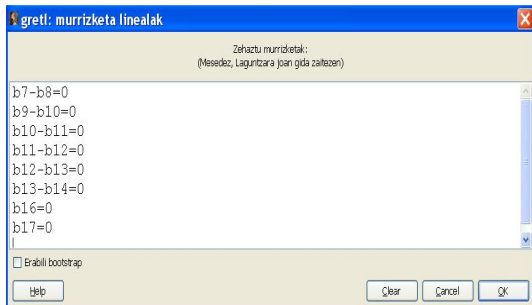 gretl: murrizketa linealak
Zehaztu murrizketak:
(Mesedez, Laguntzara joan gida zaitezen)
b7-b8=0
b9-b10=0
b10-b11=0
b11-b12=0
b12-b13=0
b13-b14=0
b16=0
b17=0
Erabili bootstrap
Help Clear Cancel OK